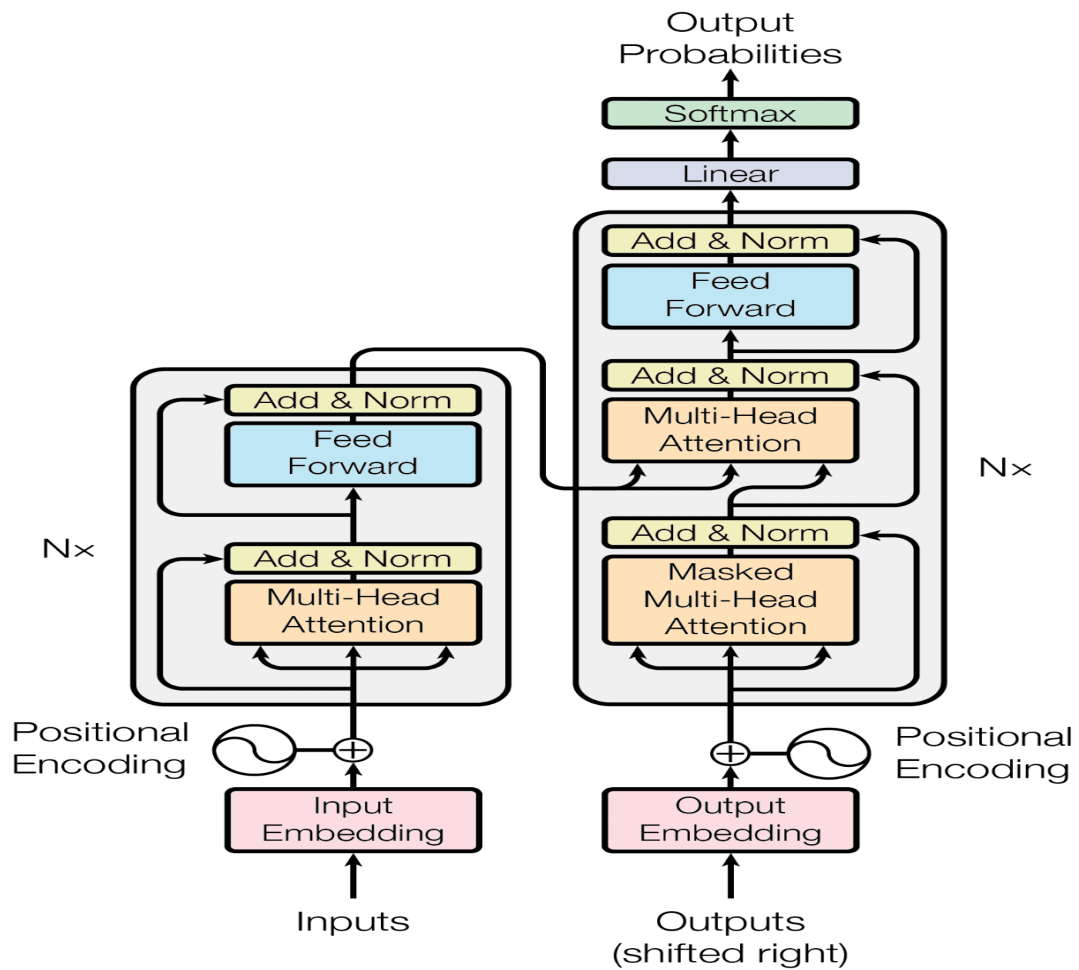 Output
Probabilities
Softmax
Linear
Add & Norm
Feed
Forward
Add & Norm
Multi-Head
Attention
Nx
Add & Norm
Masked
Multi-Head
Attention
Add & Norm
Feed
Forward
Nx
Add & Norm
Multi-Head
Attention
Positional
Encoding
Positional
Encoding
Input
Embedding
Output
Embedding
Inputs
Outputs
(shifted right)